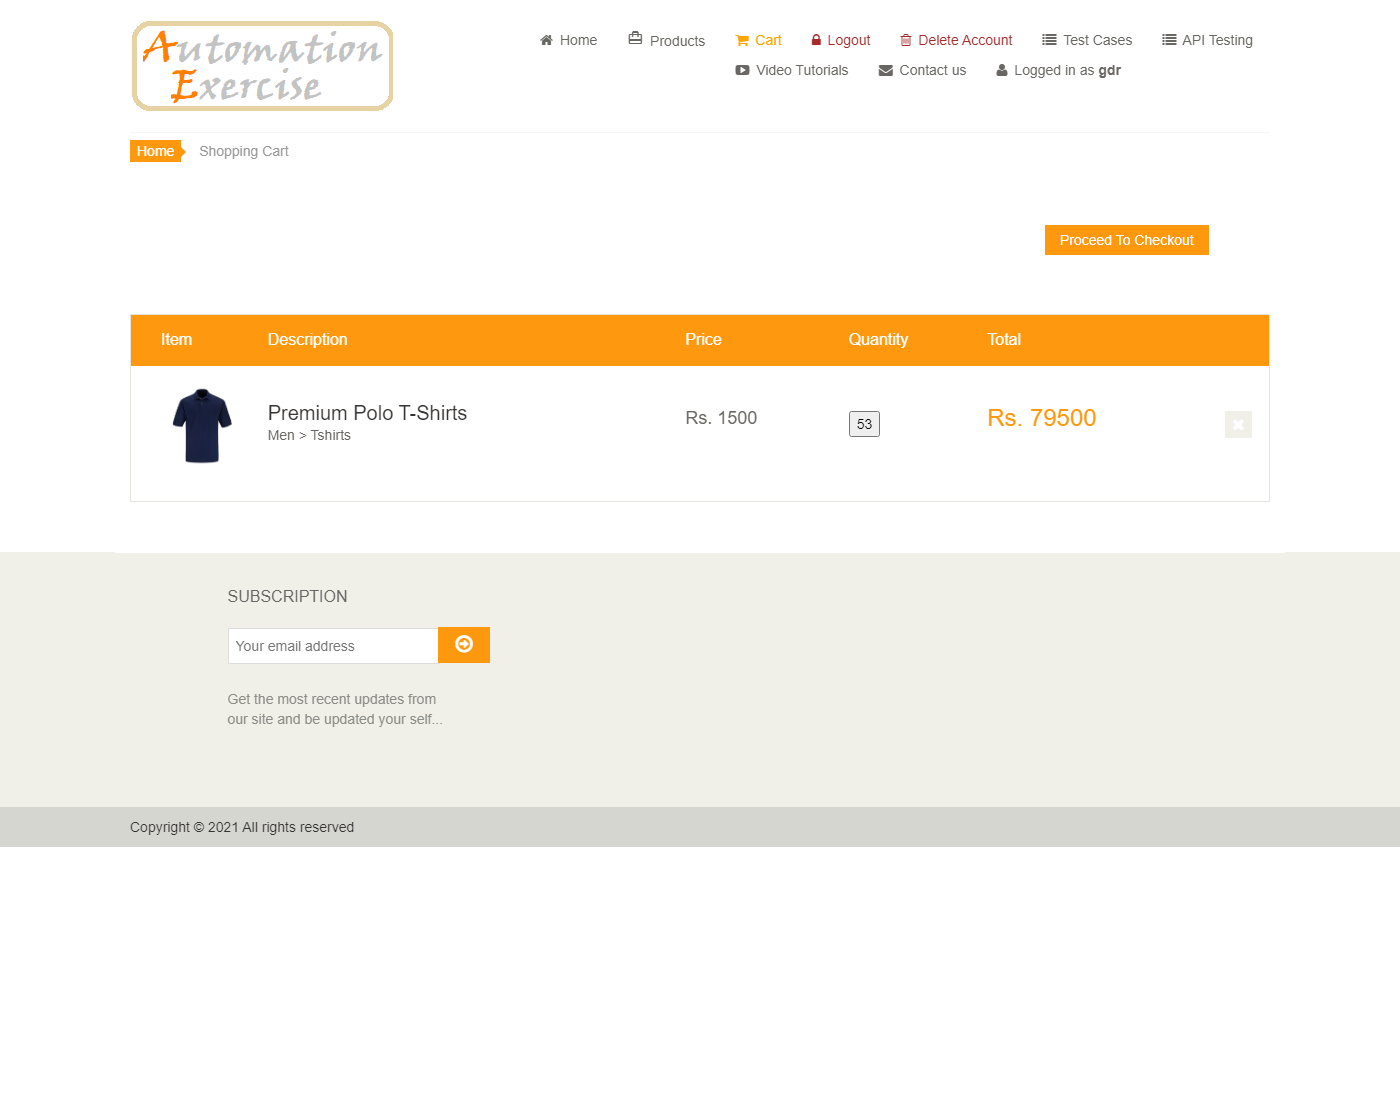 Automation
Exercise
Home Products Cart Logout Delete Account Test Cases API Testing
Video Tutorials Contact us Logged in as gdr
Home Shopping Cart
Proceed To Checkout
Item Description Price Quantity Total
Premium Polo T-Shirts Rs. 1500 53 Rs. 79500
Men > Tshirts
SUBSCRIPTION
Your email address
Get the most recent updates from
our site and be updated your self...
Copyright © 2021 All rights reserved